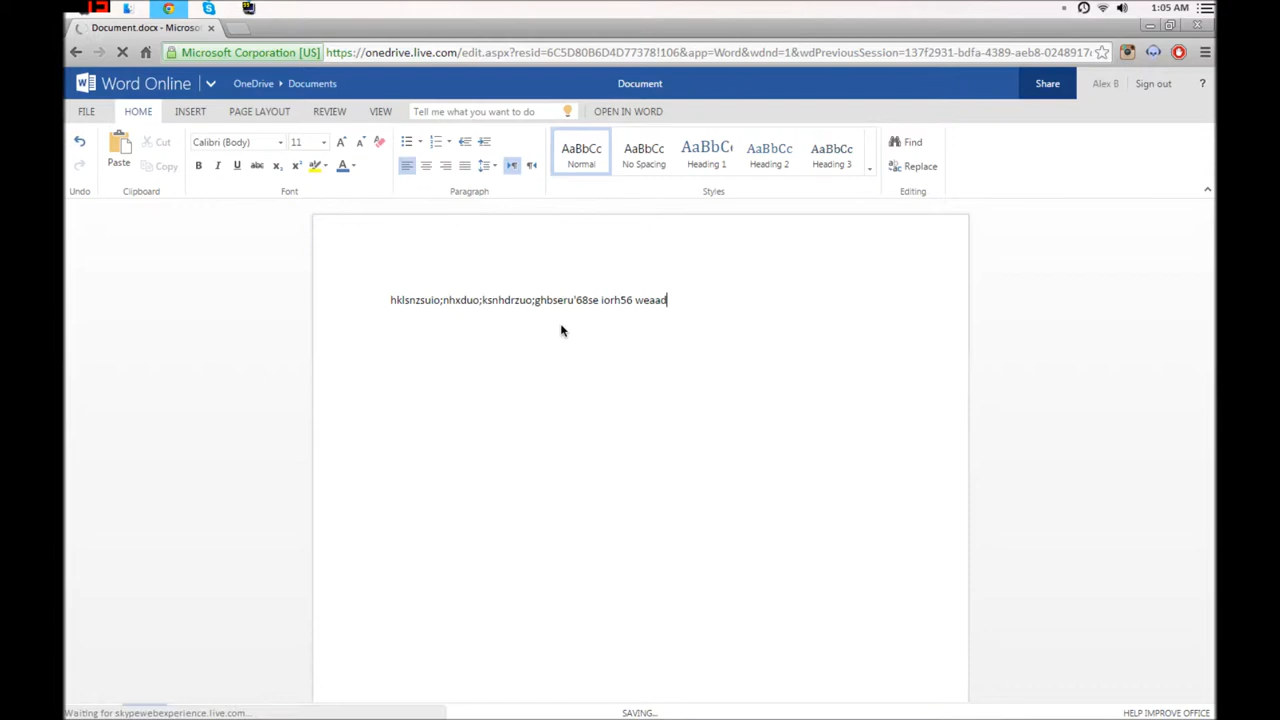 1:05 AM
Document.docx - Microso
Microsoft Corporation [US] https://onedrive.live.com/edit.aspx?resid=6C5D80B6D4D77378!106&app=Word&wdnd=1&wdPreviousSession=137f2931-bdfa-4389-aeb8-0248917
Word Online OneDrive Documents Document Share Alex B Sign out ?
FILE HOME INSERT PAGE LAYOUT REVIEW VIEW Tell me what you want to do OPEN IN WORD
Paste Cut Copy
Calibri (Body) 11
B I U abc x₂ x² A
AaBbCc Normal
AaBbCc No Spacing
AaBbCc Heading 1
AaBbCc Heading 2
AaBbCc Heading 3
Find
Replace
Undo Clipboard Font Paragraph Styles Editing
hklsnzsuio;nhxduo;ksnhdrzuo;ghbseru'68se iorh56 weaad
Waiting for skypewebexperience.live.com... SAVING... HELP IMPROVE OFFICE